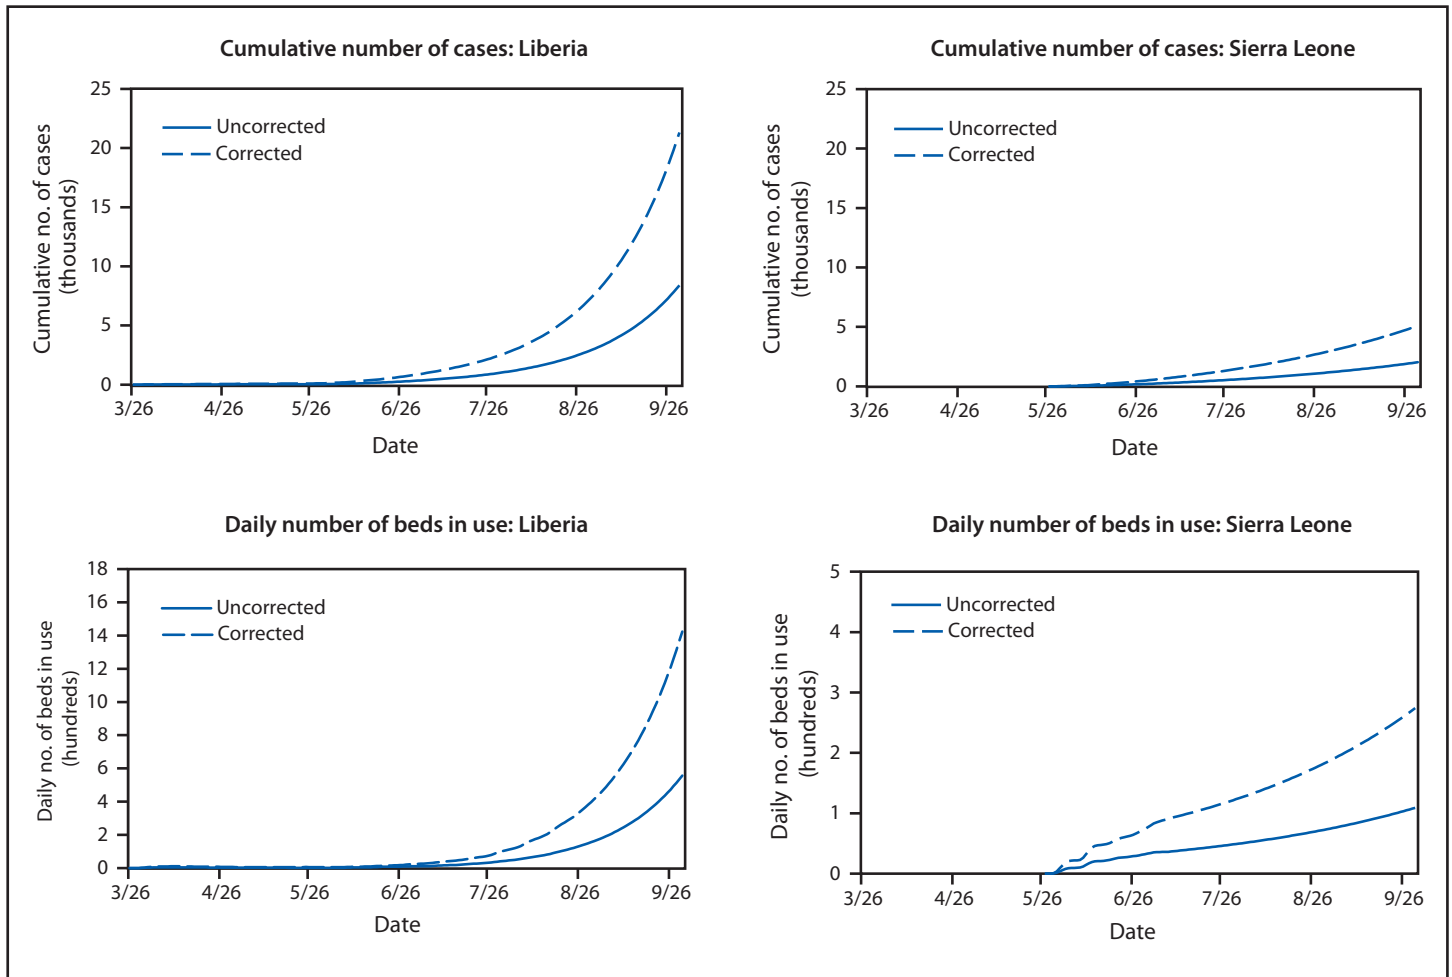 Cumulative number of cases: Liberia
Cumulative no. of cases
(thousands)
25
20
15
10
5
0
Uncorrected
Corrected
3/26 4/26 5/26 6/26 7/26 8/26 9/26
Date
Cumulative number of cases: Sierra Leone
Cumulative no. of cases
(thousands)
25
20
15
10
5
0
Uncorrected
Corrected
3/26 4/26 5/26 6/26 7/26 8/26 9/26
Date
Daily number of beds in use: Liberia
Daily no. of beds in use
(hundreds)
18
16
14
12
10
8
6
4
2
0
Uncorrected
Corrected
3/26 4/26 5/26 6/26 7/26 8/26 9/26
Date
Daily number of beds in use: Sierra Leone
Daily no. of beds in use
(hundreds)
5
4
3
2
1
0
Uncorrected
Corrected
3/26 4/26 5/26 6/26 7/26 8/26 9/26
Date